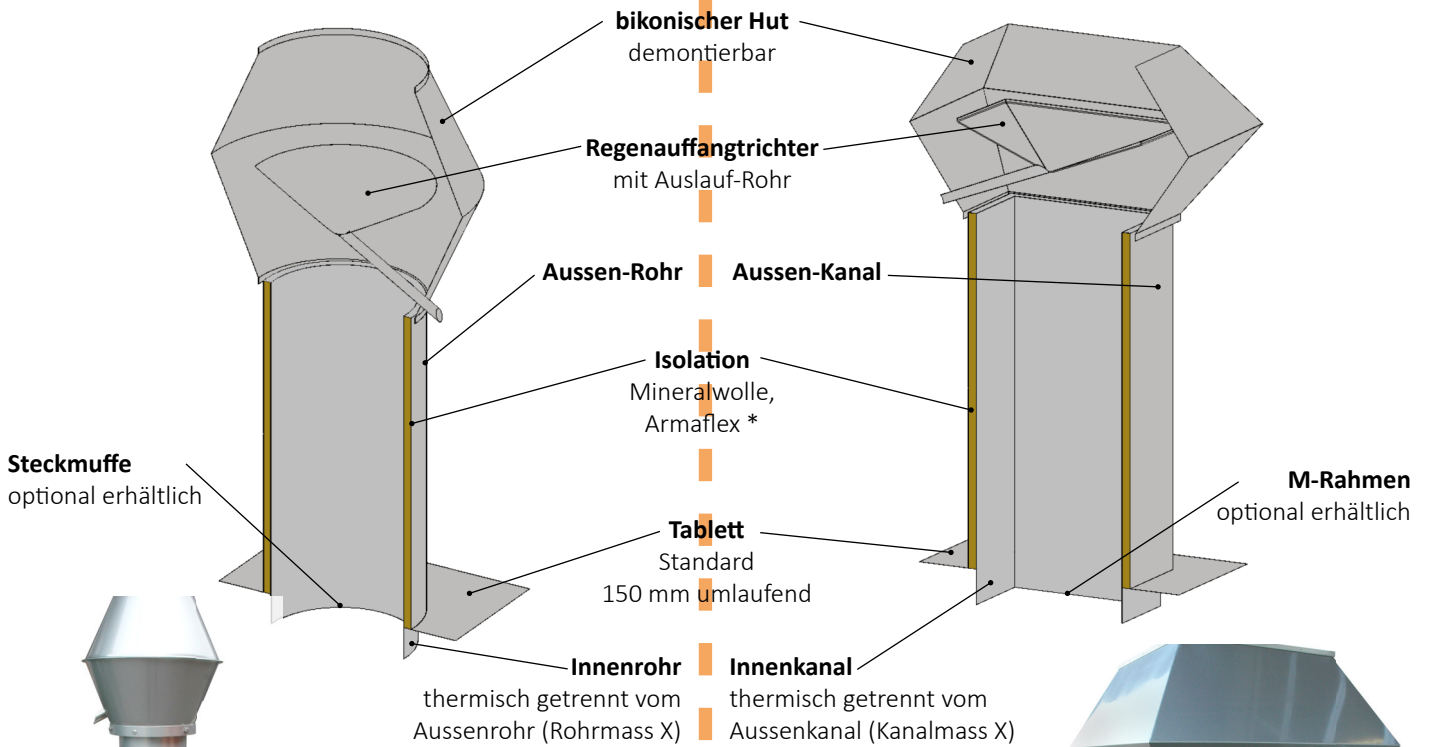 bikonischer Hut
demontierbar
Regenauffangtrichter
mit Auslauf-Rohr
Aussen-Rohr
Aussen-Kanal
Isolation
Mineralwolle,
Armaflex *
Steckmuffe
optional erhältlich
M-Rahmen
optional erhältlich
Tablett
Standard
150 mm umlaufend
Innenrohr
thermisch getrennt vom
Aussenrohr (Rohrmass X)
Innenkanal
thermisch getrennt vom
Aussenkanal (Kanalmass X)